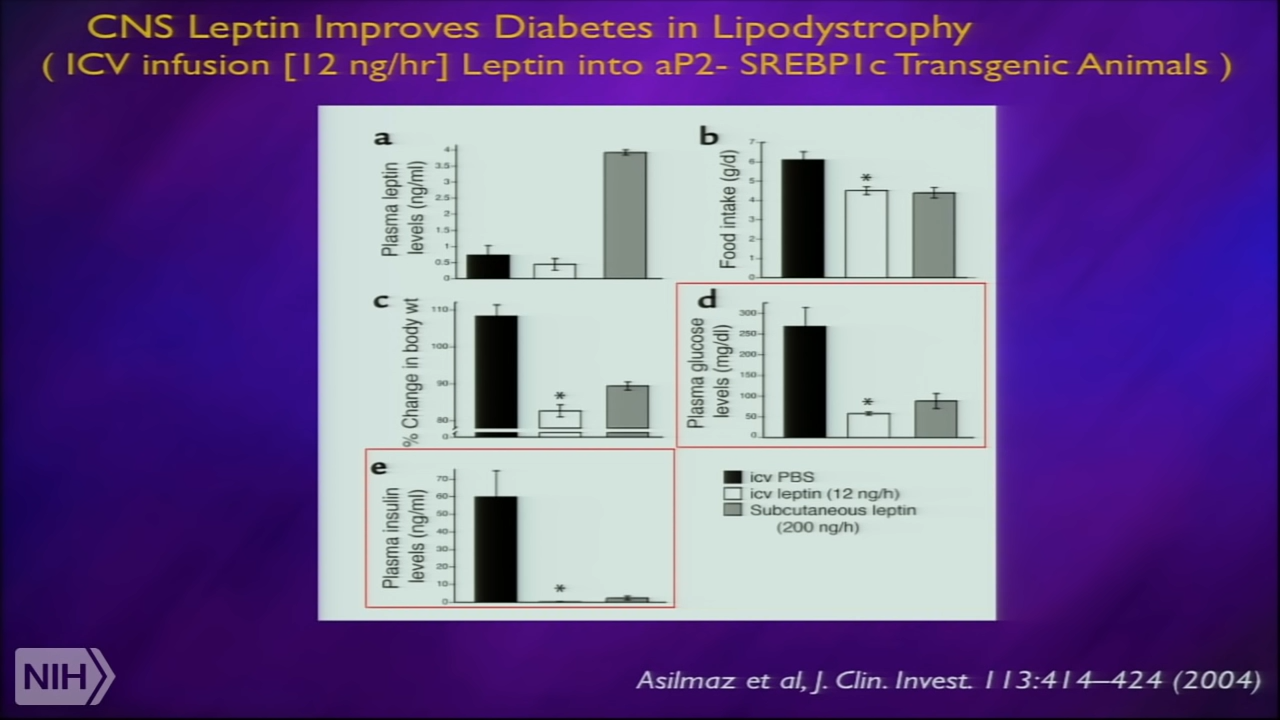 CNS Leptin Improves Diabetes in Lipodystrophy
( ICV infusion [12 ng/hr] Leptin into aP2- SREBP1c Transgenic Animals )
a
Plasma leptin
levels (ng/ml)
4
3.5
3
2.5
2
1.5
1
0.5
0
b
Food intake (g/d)
7
6
5
4
3
2
1
0
*
c
% Change in body wt
110
100
90
80
0
*
d
Plasma glucose
levels (mg/dl)
300
250
200
150
100
50
0
*
e
Plasma insulin
levels (ng/ml)
70
60
50
40
30
20
10
0
*
icv PBS
icv leptin (12 ng/h)
Subcutaneous leptin
(200 ng/h)
NIH
Asilmaz et al, J. Clin. Invest. 113:414–424 (2004)